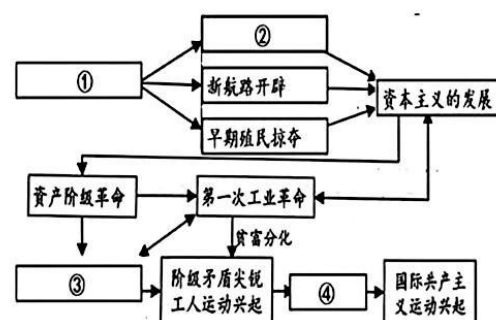 ②
①
新航路开辟
资本主义的发展
早期殖民掠夺
资产阶级革命
第一次工业革命
贫富分化
③
阶级矛盾尖锐
工人运动兴起
④
国际共产主
义运动兴起